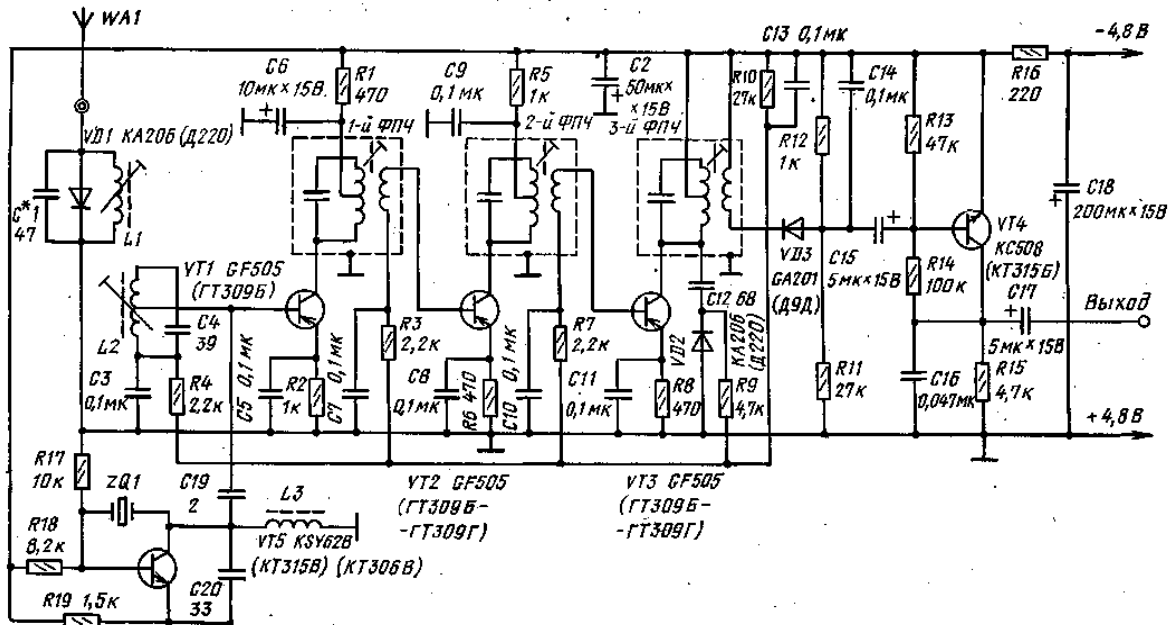 WA1
C6
10мк×15В
R1
470
C9
0,1мк
R5
1к
C2
50мк×
×15В
C13 0,1мк
R10
27к
C14
0,1мк
R16
220
-4,8В
VD1 КА206 (Д220)
1-й ФПЧ
2-й ФПЧ
3-й ФПЧ
R12
1к
R13
47к
C*1
47
L1
C18
200мк×15В
VT1 GF505
(ГТ309Б)
VD3
GA201
(Д9Д)
C15
5мк×15В
VT4
KC508
(КТ315Б)
R14
100к
C17
5мк×15В
Выход
L2
C4
39
C3
0,1мк
R4
2,2к
C5
0,1мк
R2
1к
C7
0,1мк
R3
2,2к
C8
0,1мк
R6 470
C10
0,1мк
R7
2,2к
C11
0,1мк
C12 68
VD2
КА206
(Д220)
R8
470
R9
4,7к
R11
27к
C16
0,047мк
R15
4,7к
+4,8В
R17
10к
ZQ1
C19
2
L3
VT2 GF505
(ГТ309Б-
-ГТ309Г)
VT3 GF505
(ГТ309Б-
-ГТ309Г)
R18
8,2к
VT5 KSY62B
(КТ315В) (КТ306В)
C20
33
R19 1,5к